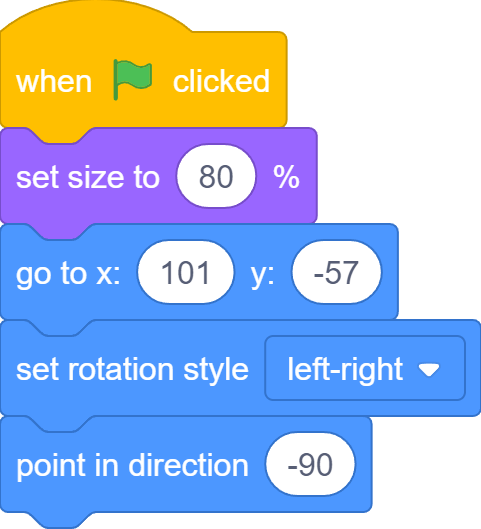 when clicked
set size to 80 %
go to x: 101 y: -57
set rotation style left-right
point in direction -90